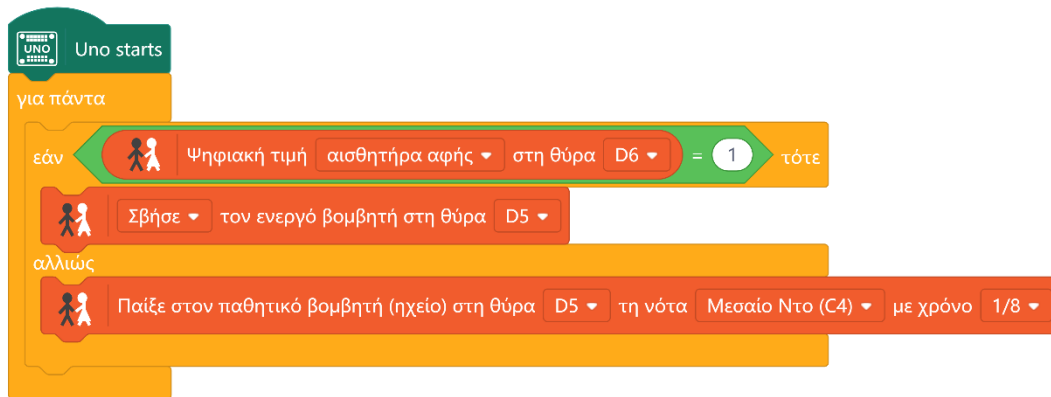 UNO Uno starts
για πάντα
εάν Ψηφιακή τιμή αισθητήρα αφής στη θύρα D6 = 1 τότε
Σβήσε τον ενεργό βομβητή στη θύρα D5
αλλιώς
Παίξε στον παθητικό βομβητή (ηχείο) στη θύρα D5 τη νότα Μεσαίο Ντο (C4) με χρόνο 1/8